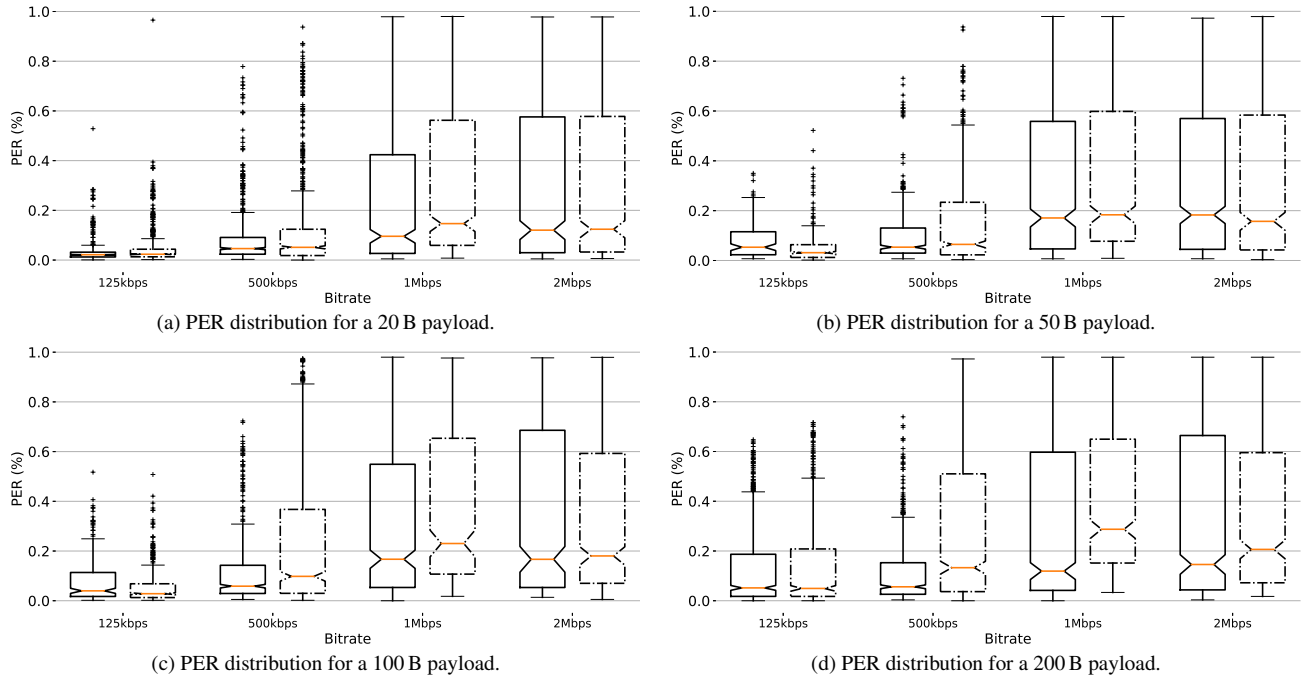 1.0
0.8
0.6
0.4
0.2
0.0
PER (%)
125kbps 500kbps 1Mbps 2Mbps
Bitrate
(a) PER distribution for a 20 B payload.
1.0
0.8
0.6
0.4
0.2
0.0
PER (%)
125kbps 500kbps 1Mbps 2Mbps
Bitrate
(b) PER distribution for a 50 B payload.
1.0
0.8
0.6
0.4
0.2
0.0
PER (%)
125kbps 500kbps 1Mbps 2Mbps
Bitrate
(c) PER distribution for a 100 B payload.
1.0
0.8
0.6
0.4
0.2
0.0
PER (%)
125kbps 500kbps 1Mbps 2Mbps
Bitrate
(d) PER distribution for a 200 B payload.